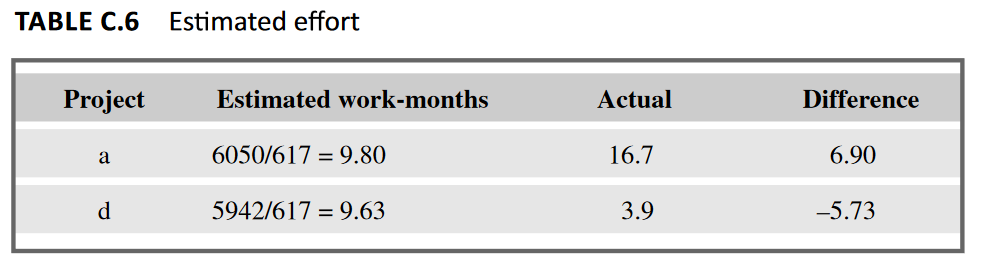 TABLE C.6 Estimated effort
Project Estimated work-months Actual Difference
a 6050/617 = 9.80 16.7 6.90
d 5942/617 = 9.63 3.9 –5.73